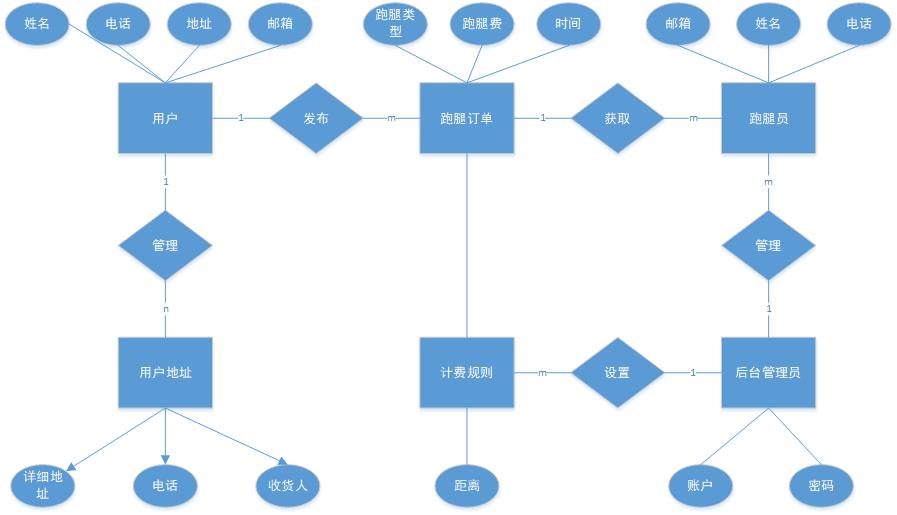 姓名
电话
地址
邮箱
跑腿类
型
跑腿费
时间
邮箱
姓名
电话
用户
1
发布
m
跑腿订单
1
获取
m
跑腿员
1
m
管理
管理
n
1
用户地址
计费规则
m
设置
1
后台管理员
详细地
址
电话
收货人
距离
账户
密码